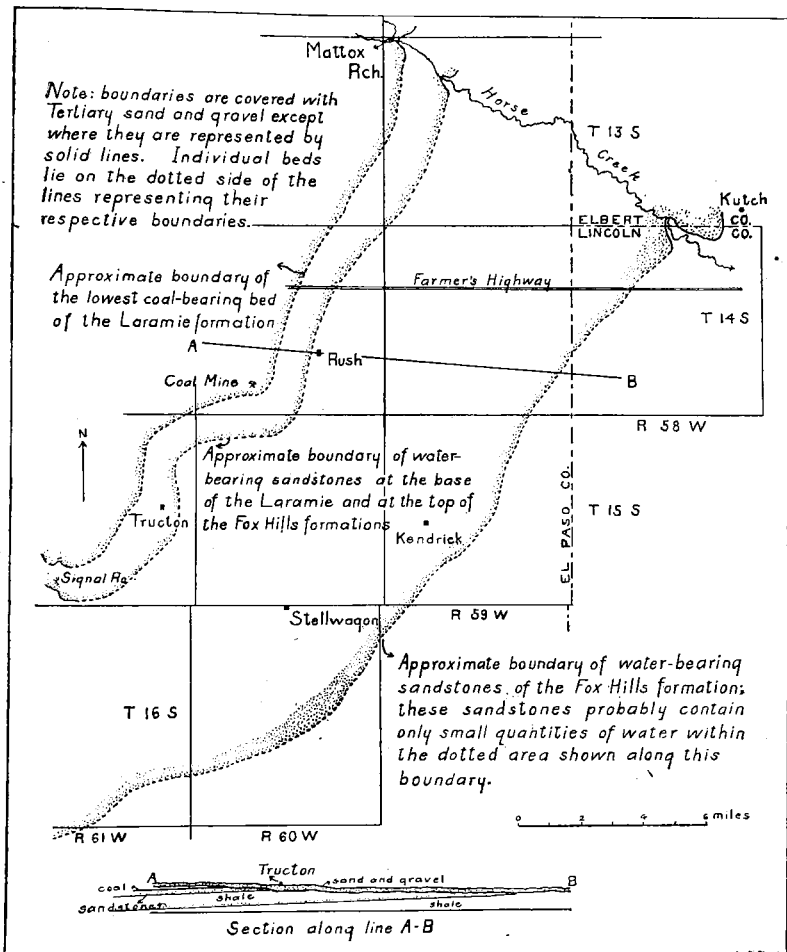 Mattox
Rch.
Horse
Creek
T 13 S
Kutch
Note: boundaries are covered with
Tertiary sand and gravel except
where they are represented by
solid lines. Individual beds
lie on the dotted side of the
lines representing their
respective boundaries.
ELBERT CO.
LINCOLN CO.
Approximate boundary of
the lowest coal-bearing bed
of the Laramie formation
Farmer's Highway
T 14 S
A
Rush
B
Coal Mine
R 58 W
N
Approximate boundary of water-
bearing sandstones at the base
of the Laramie and at the top of
the Fox Hills formations
Tructon
Kendrick
EL PASO CO.
T 15 S
Signal Ra.
Stellwagon
R 59 W
Approximate boundary of water-bearing
sandstones of the Fox Hills formation;
these sandstones probably contain
only small quantities of water within
the dotted area shown along this
boundary.
T 16 S
R 61 W
R 60 W
0 2 4 6 miles
A
Tructon
sand and gravel
B
coal
shale
sandstones
shale
Section along line A-B